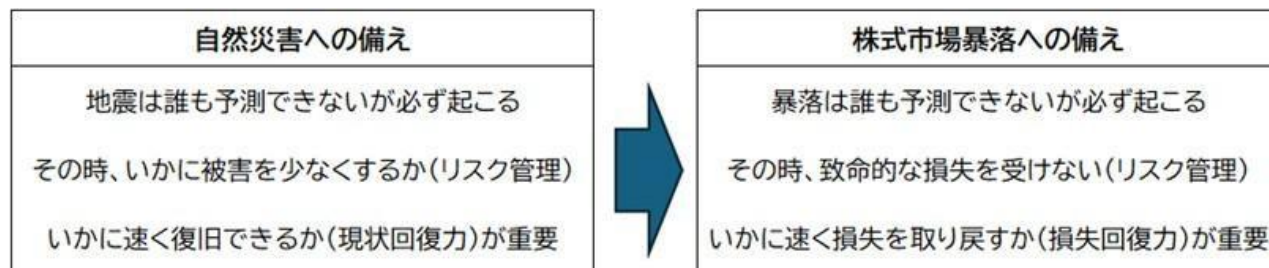 自然災害への備え
地震は誰も予測できないが必ず起こる
その時、いかに被害を少なくするか(リスク管理)
いかに速く復旧できるか(現状回復力)が重要
株式市場暴落への備え
暴落は誰も予測できないが必ず起こる
その時、致命的な損失を受けない(リスク管理)
いかに速く損失を取り戻すか(損失回復力)が重要